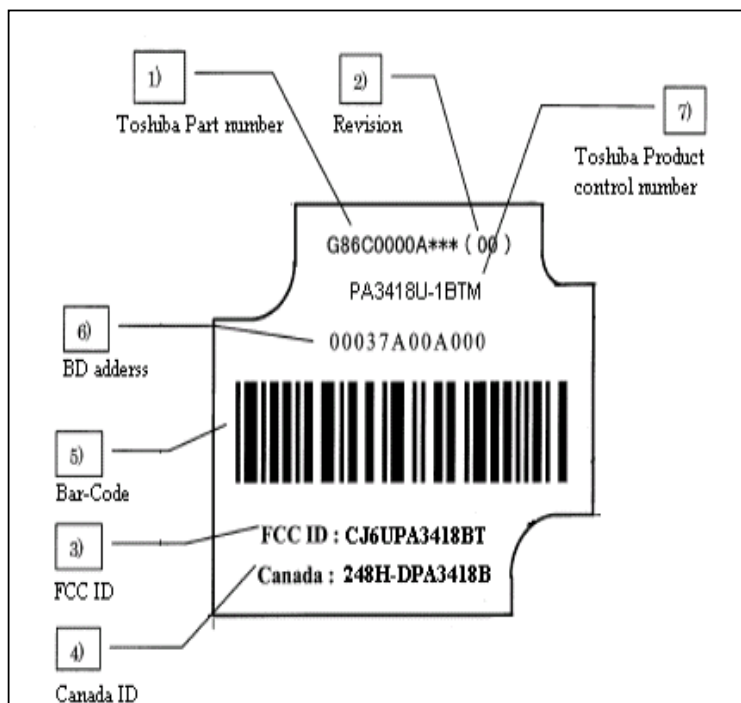 1)
Toshiba Part number
2)
Revision
7)
Toshiba Product
control number
G86C0000A***(00)
PA3418U-1BTM
6)
BD adderss
00037A00A000
5)
Bar-Code
3)
FCC ID
FCC ID : CJ6UPA3418BT
Canada : 248H-DPA3418B
4)
Canada ID